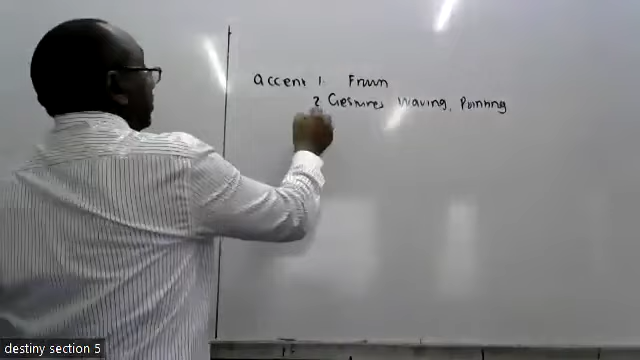 accent 1. Frown
2 Gestures Waving, Pointing
destiny section 5